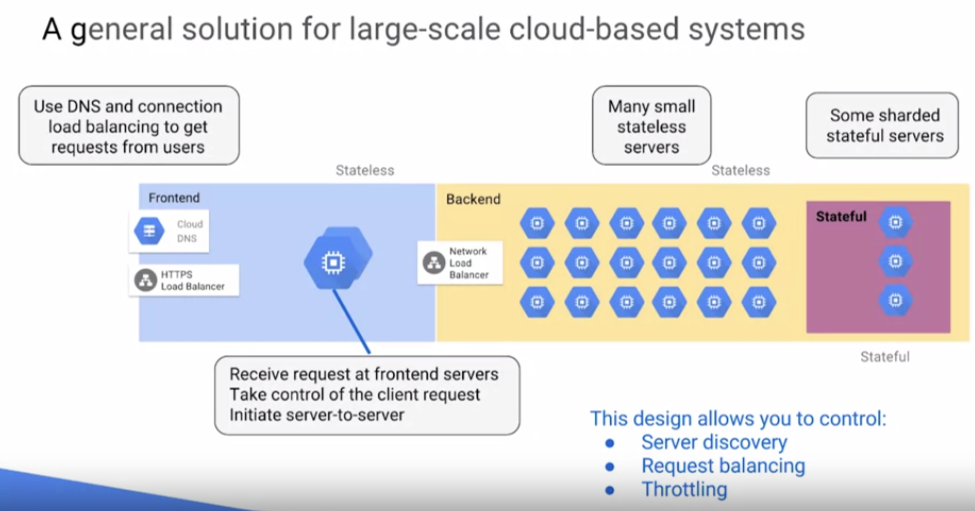 A general solution for large-scale cloud-based systems
Use DNS and connection
load balancing to get
requests from users
Many small
stateless
servers
Some sharded
stateful servers
Stateless
Stateless
Frontend
Cloud
DNS
HTTPS
Load Balancer
Backend
Network
Load
Balancer
Stateful
Stateful
Receive request at frontend servers
Take control of the client request
Initiate server-to-server
This design allows you to control:
● Server discovery
● Request balancing
● Throttling